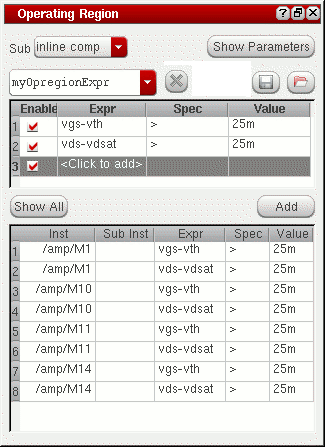 Operating Region
Sub inline comp Show Parameters
myOpregionExpr
Enable Expr Spec Value
1 vgs-vth > 25m
2 vds-vdsat > 25m
3 <Click to add>
Show All Add
Inst Sub Inst Expr Spec Value
1 /amp/M1 vgs-vth > 25m
2 /amp/M1 vds-vdsat > 25m
3 /amp/M10 vgs-vth > 25m
4 /amp/M10 vds-vdsat > 25m
5 /amp/M11 vgs-vth > 25m
6 /amp/M11 vds-vdsat > 25m
7 /amp/M14 vgs-vth > 25m
8 /amp/M14 vds-vdsat > 25m